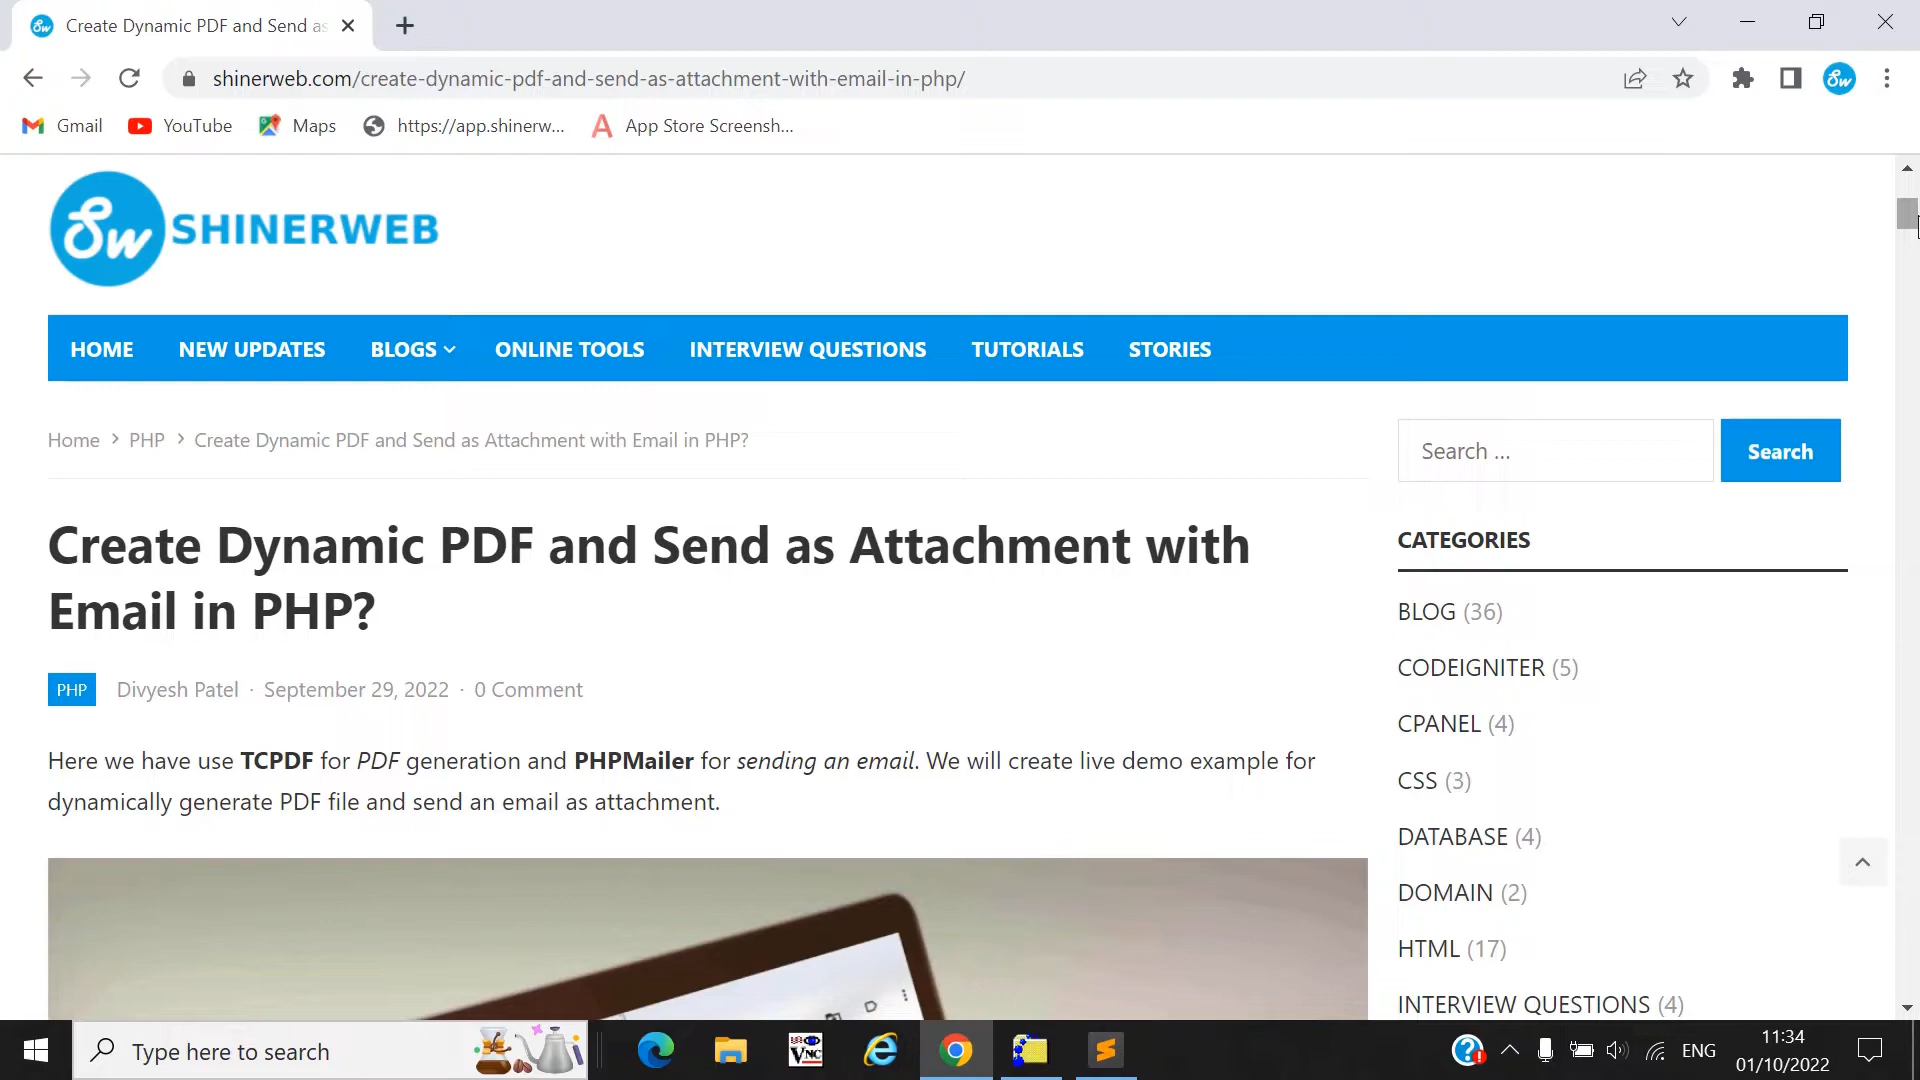 Create Dynamic PDF and Send as
shinerweb.com/create-dynamic-pdf-and-send-as-attachment-with-email-in-php/
Sw
Gmail
YouTube
Maps
https://app.shinerw...
App Store Screensh...
Sw SHINERWEB
HOME
NEW UPDATES
BLOGS
ONLINE TOOLS
INTERVIEW QUESTIONS
TUTORIALS
STORIES
Home > PHP > Create Dynamic PDF and Send as Attachment with Email in PHP?
Create Dynamic PDF and Send as Attachment with
Email in PHP?
PHP Divyesh Patel · September 29, 2022 · 0 Comment
Here we have use TCPDF for PDF generation and PHPMailer for sending an email. We will create live demo example for
dynamically generate PDF file and send an email as attachment.
Search ...
Search
CATEGORIES
BLOG (36)
CODEIGNITER (5)
CPANEL (4)
CSS (3)
DATABASE (4)
DOMAIN (2)
HTML (17)
INTERVIEW QUESTIONS (4)
Type here to search
VNC
ENG
11:34
01/10/2022